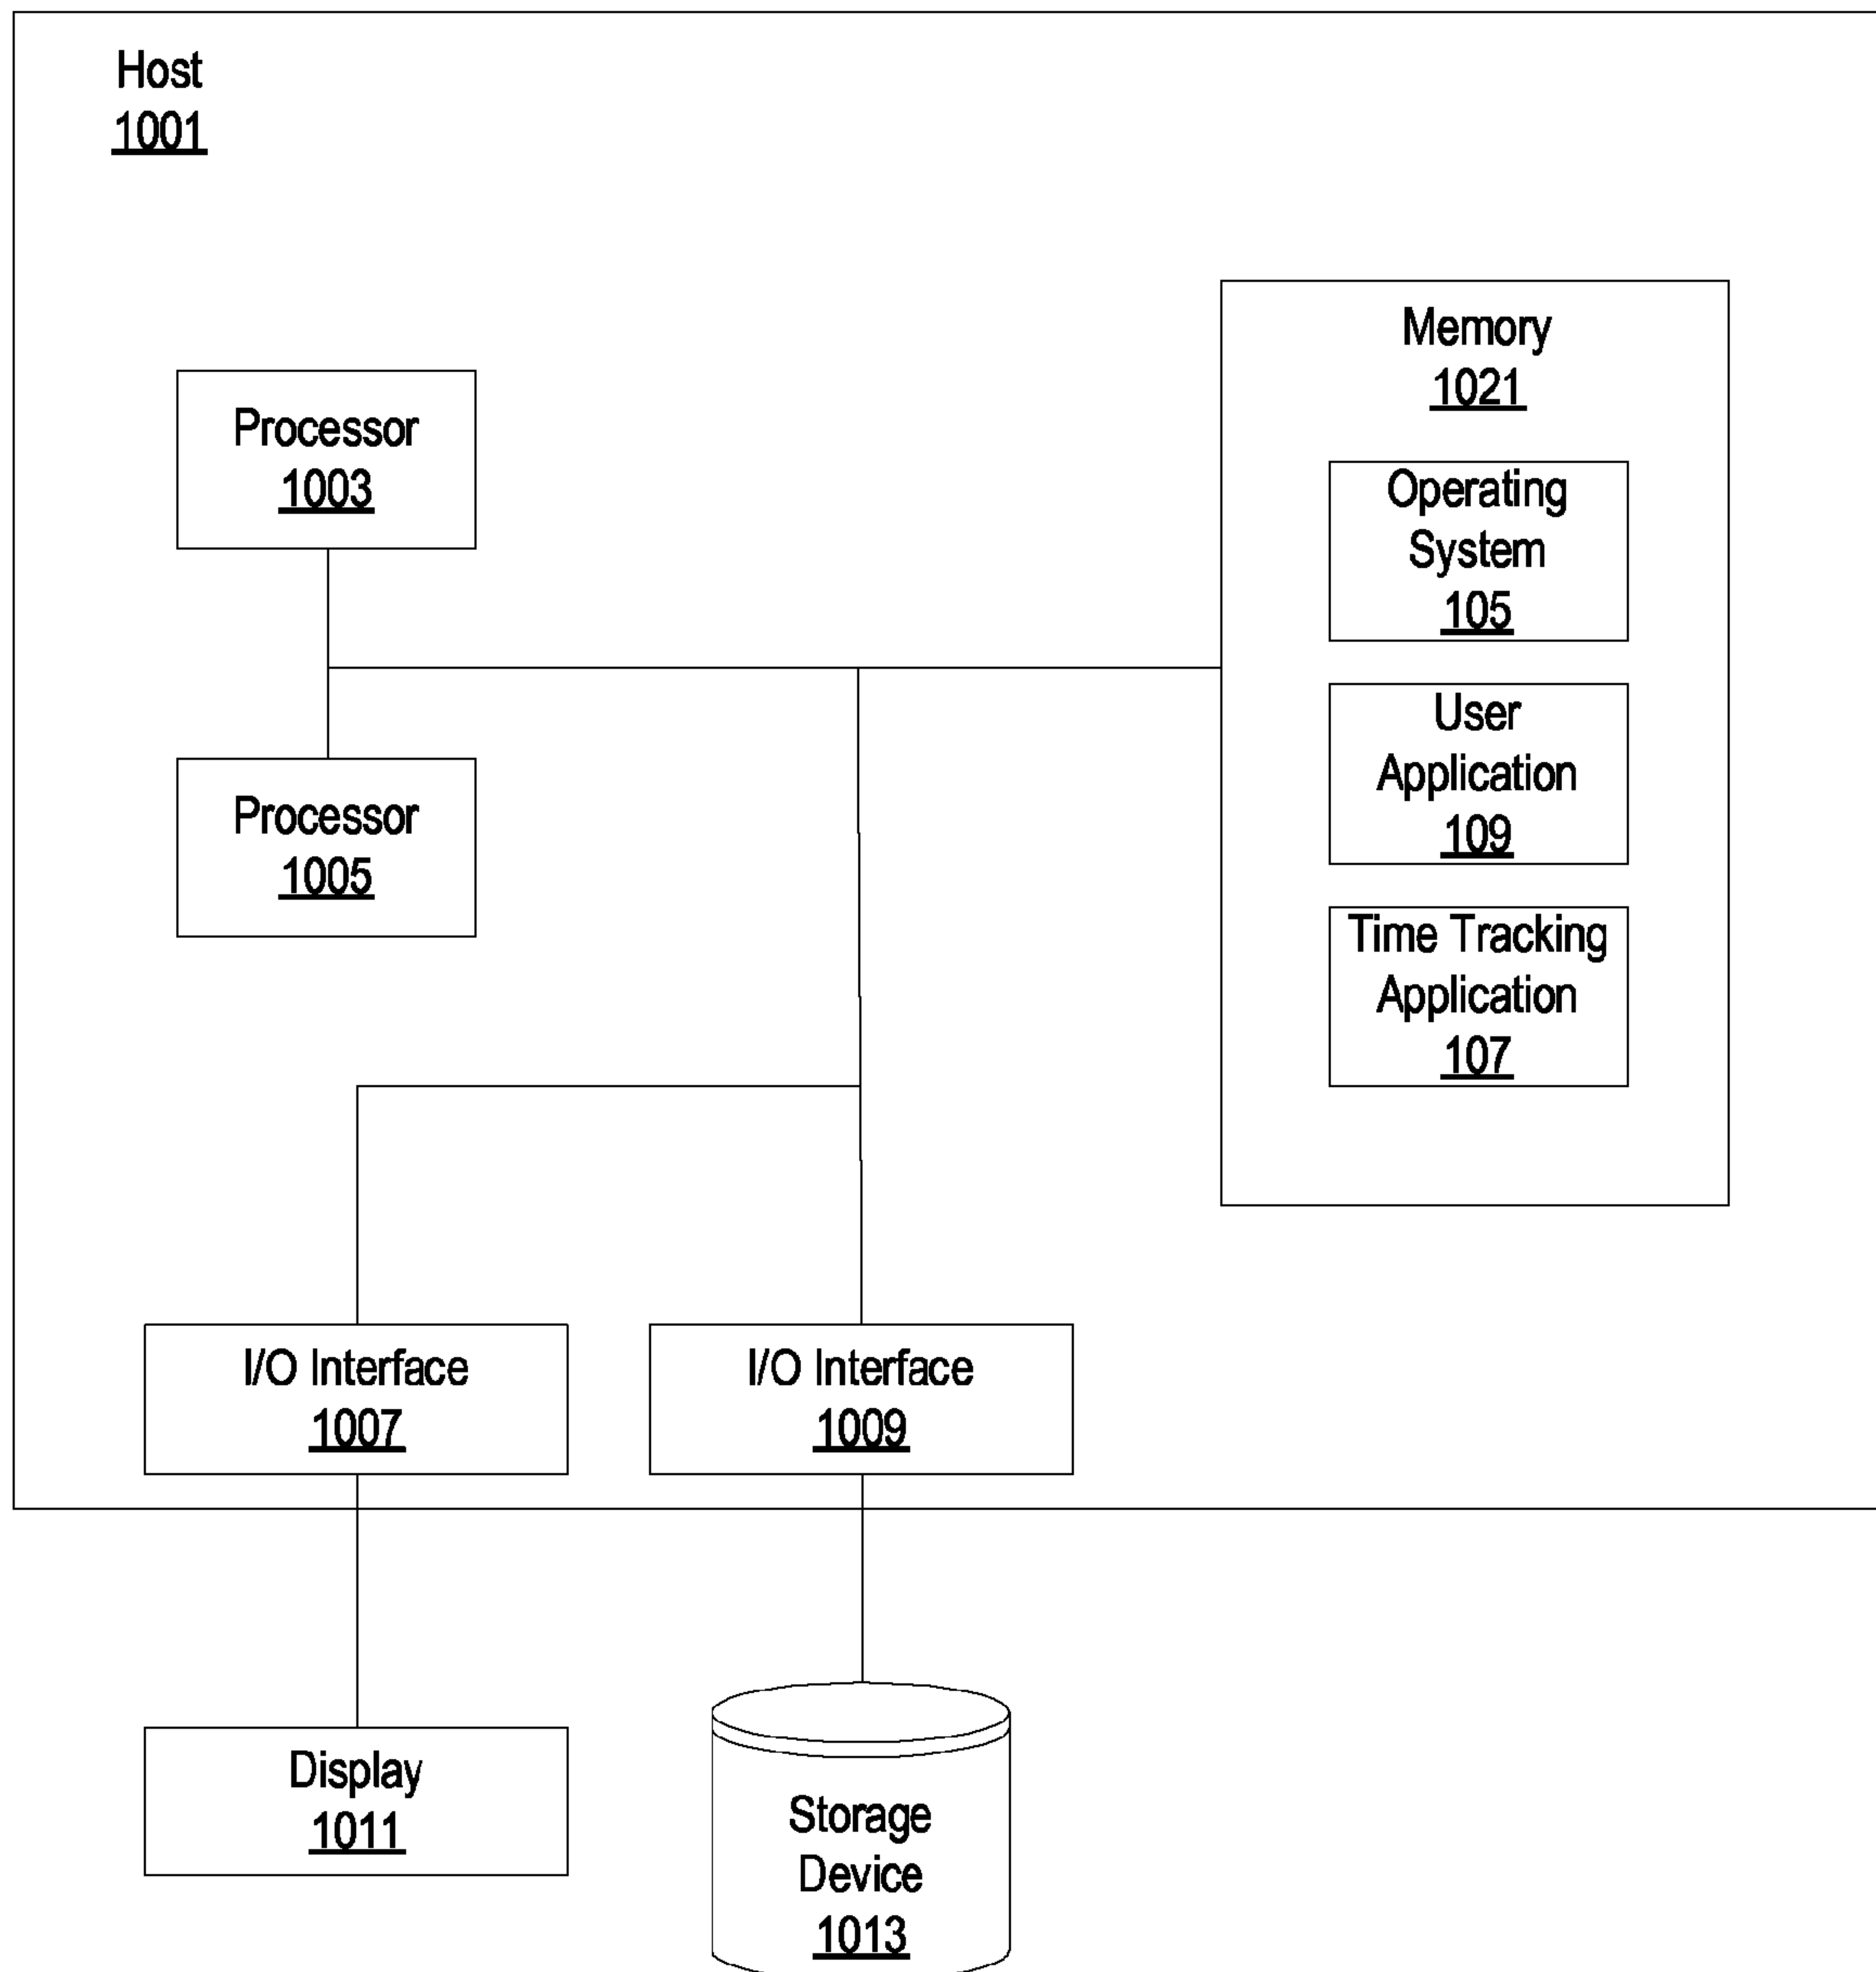 Host
1001
Processor
1003
Processor
1005
Memory
1021
Operating
System
105
User
Application
109
Time Tracking
Application
107
I/O Interface
1007
I/O Interface
1009
Display
1011
Storage
Device
1013